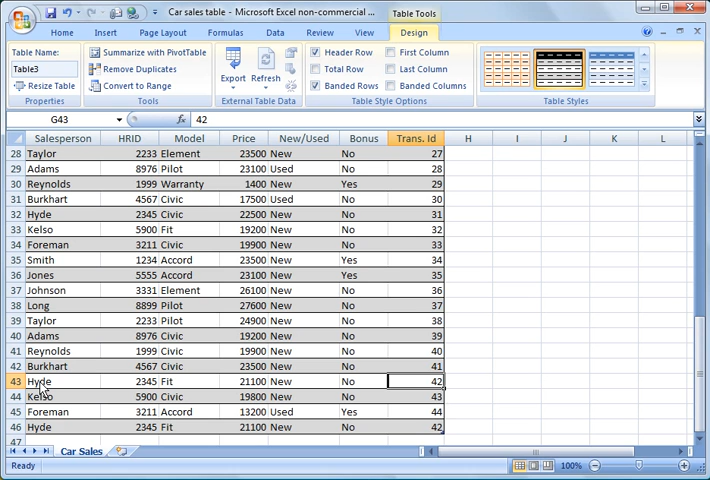 Car sales table - Microsoft Excel non-commercial ...
Table Tools
Home Insert Page Layout Formulas Data Review View Design
Table Name:
Table3
Resize Table
Properties
Summarize with PivotTable
Remove Duplicates
Convert to Range
Tools
Export Refresh
External Table Data
Header Row First Column
Total Row Last Column
Banded Rows Banded Columns
Table Style Options
Table Styles
G43 fx 42
Salesperson HRID Model Price New/Used Bonus Trans. Id H I J K L
28 Taylor 2233 Element 23500 New No 27
29 Adams 8976 Pilot 23100 Used No 28
30 Reynolds 1999 Warranty 1400 New Yes 29
31 Burkhart 4567 Civic 17500 Used No 30
32 Hyde 2345 Civic 22500 New No 31
33 Kelso 5900 Fit 19200 New No 32
34 Foreman 3211 Civic 19900 New No 33
35 Smith 1234 Accord 23500 New Yes 34
36 Jones 5555 Accord 23100 New Yes 35
37 Johnson 3331 Element 26100 New No 36
38 Long 8899 Pilot 27600 New No 37
39 Taylor 2233 Pilot 24900 New No 38
40 Adams 8976 Civic 19200 New No 39
41 Reynolds 1999 Civic 19900 New No 40
42 Burkhart 4567 Civic 23500 New No 41
43 Hyde 2345 Fit 21100 New No 42
44 Kelso 5900 Civic 19800 New No 43
45 Foreman 3211 Accord 13200 Used Yes 44
46 Hyde 2345 Fit 21100 New No 42
47
Car Sales
Ready 100%